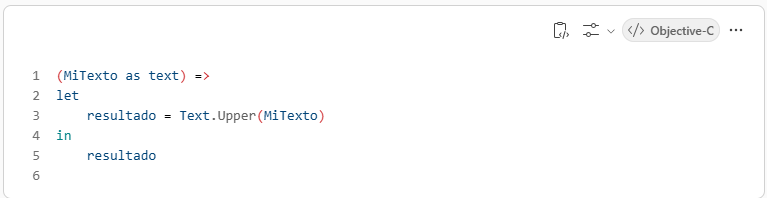 </> Objective-C ...
1 (MiTexto as text) =>
2 let
3     resultado = Text.Upper(MiTexto)
4 in
5     resultado
6